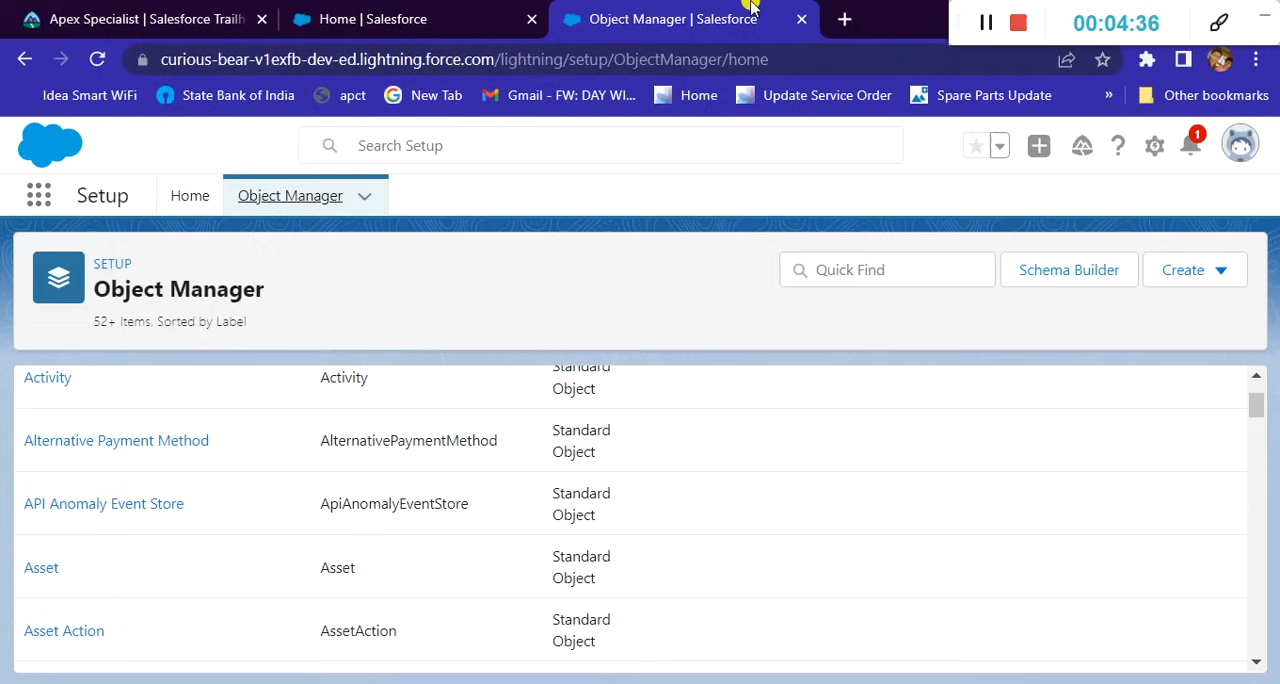 Apex Specialist | Salesforce Trailh
Home | Salesforce
Object Manager | Salesforce
00:04:36
curious-bear-v1exfb-dev-ed.lightning.force.com/lightning/setup/ObjectManager/home
Idea Smart WiFi
State Bank of India
apct
New Tab
Gmail - FW: DAY WI...
Home
Update Service Order
Spare Parts Update
»
Other bookmarks
Search Setup
1
Setup
Home
Object Manager
SETUP
Object Manager
52+ Items, Sorted by Label
Quick Find
Schema Builder
Create
Activity
Activity
Standard
Object
Alternative Payment Method
AlternativePaymentMethod
Standard
Object
API Anomaly Event Store
ApiAnomalyEventStore
Standard
Object
Asset
Asset
Standard
Object
Asset Action
AssetAction
Standard
Object